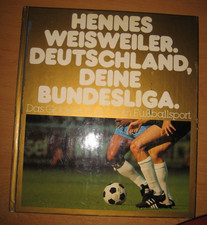 HENNES
WEISWEILER.
DEUTSCHLAND,
DEINE
BUNDESLIGA.
Das Fußballsport